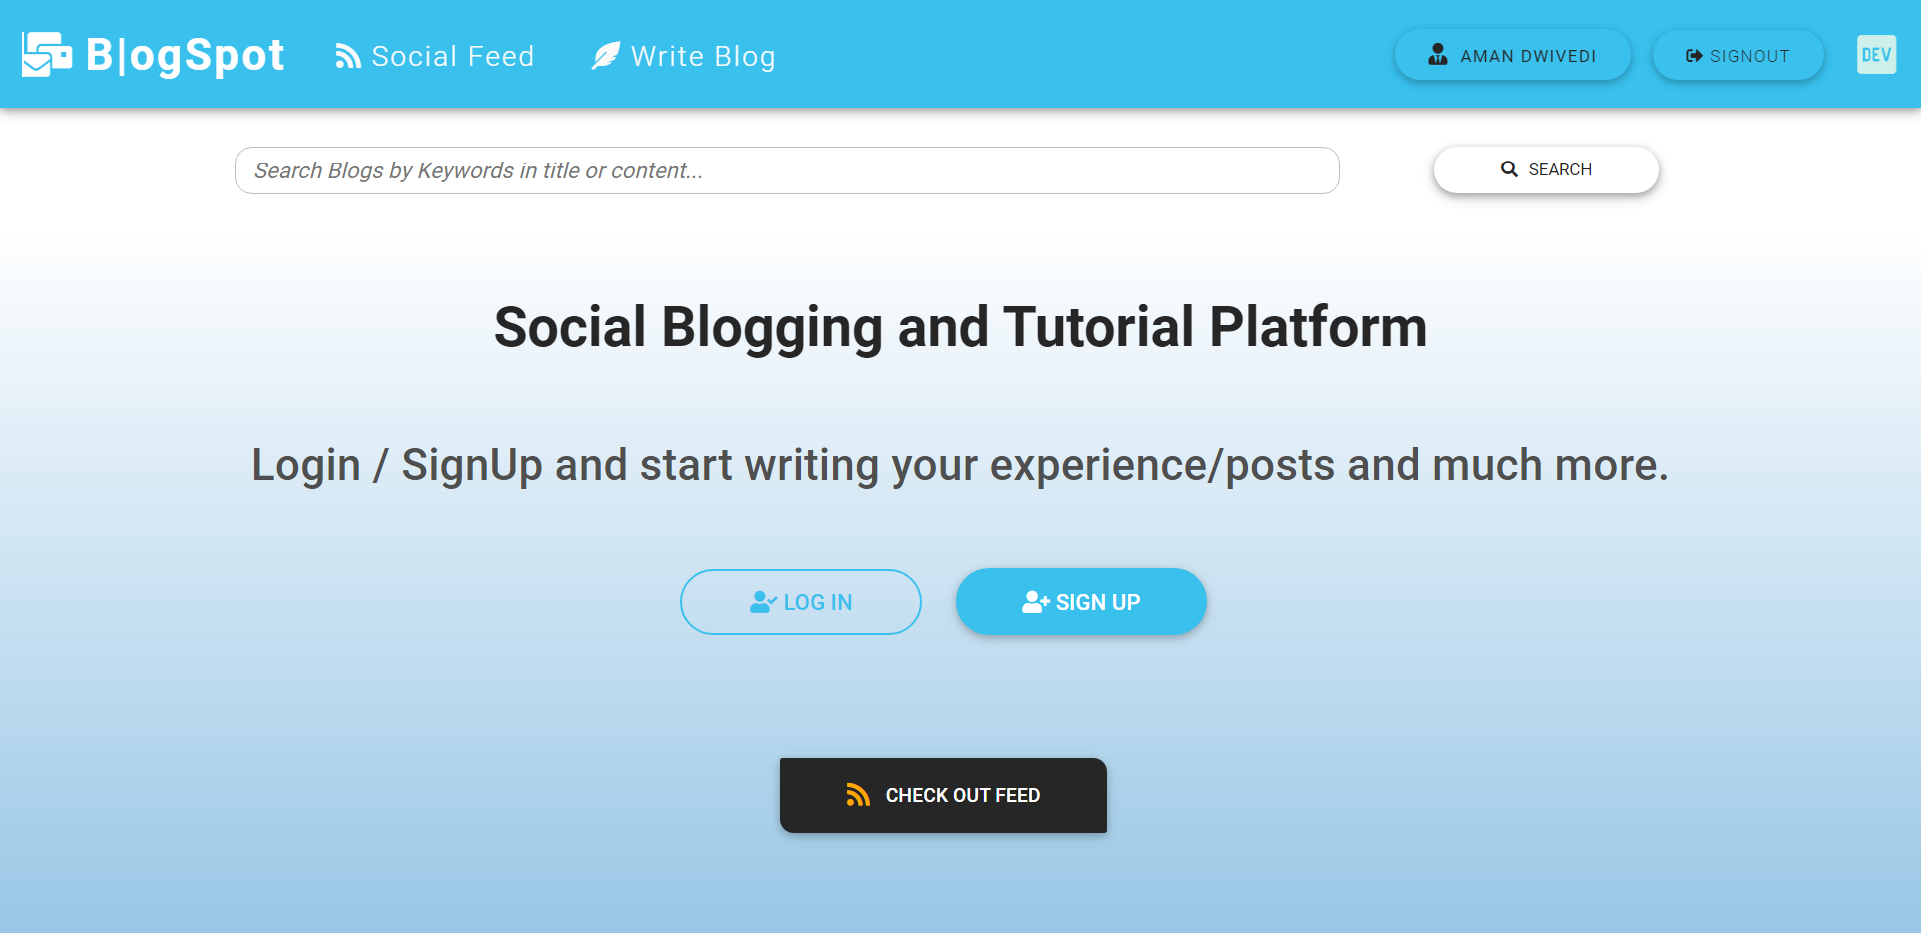 B|ogSpot Social Feed Write Blog AMAN DWIVEDI SIGNOUT DEV
Search Blogs by Keywords in title or content... SEARCH
Social Blogging and Tutorial Platform
Login / SignUp and start writing your experience/posts and much more.
LOG IN SIGN UP
CHECK OUT FEED